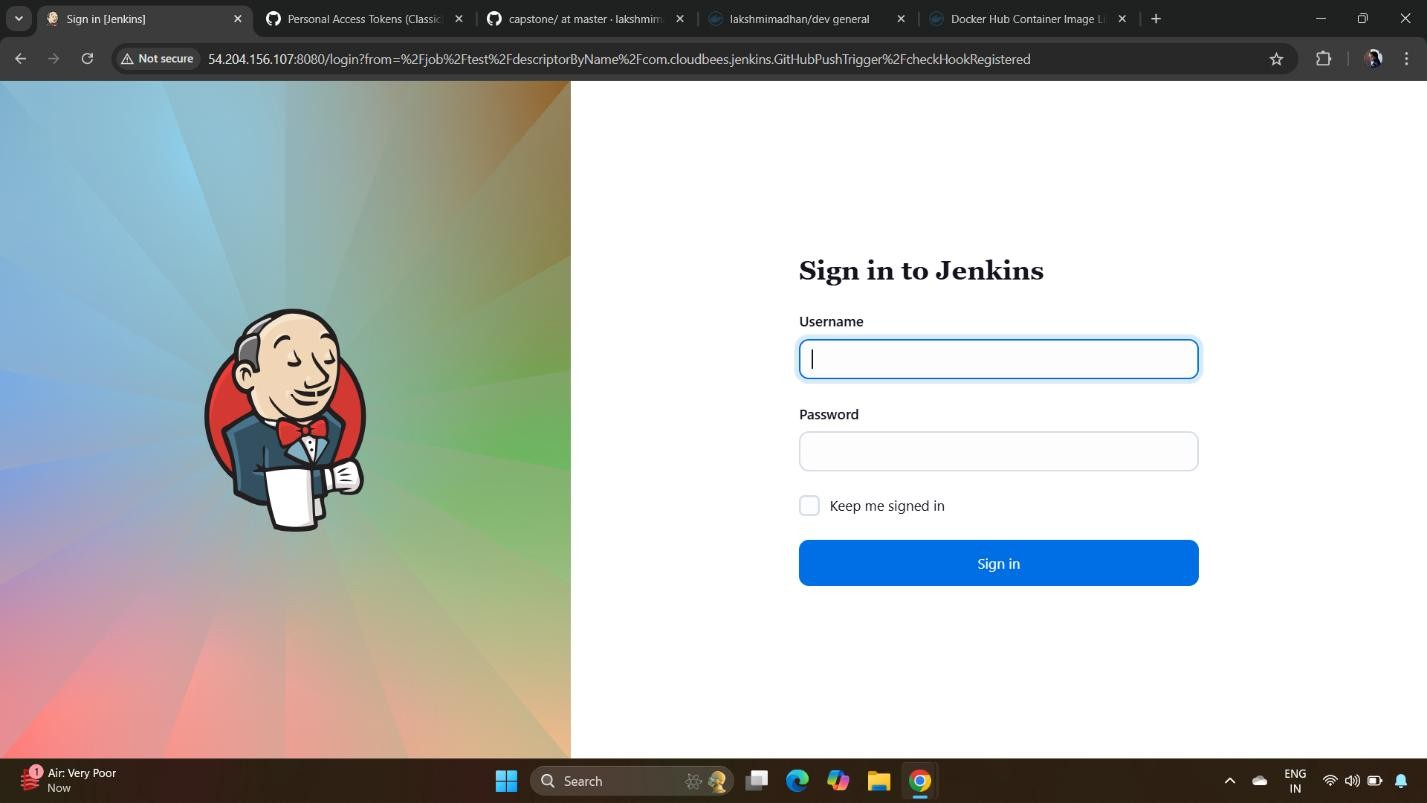 Sign in [Jenkins]
Personal Access Tokens (Classic
capstone/ at master · lakshmim
lakshmimadhan/dev general
Docker Hub Container Image Li
Not secure
54.204.156.107:8080/login?from=%2Fjob%2Ftest%2FdescriptorByName%2Fcom.cloudbees.jenkins.GitHubPushTrigger%2FcheckHookRegistered
Sign in to Jenkins
Username
Password
Keep me signed in
Sign in
1
Air: Very Poor
Now
Search
ENG
IN